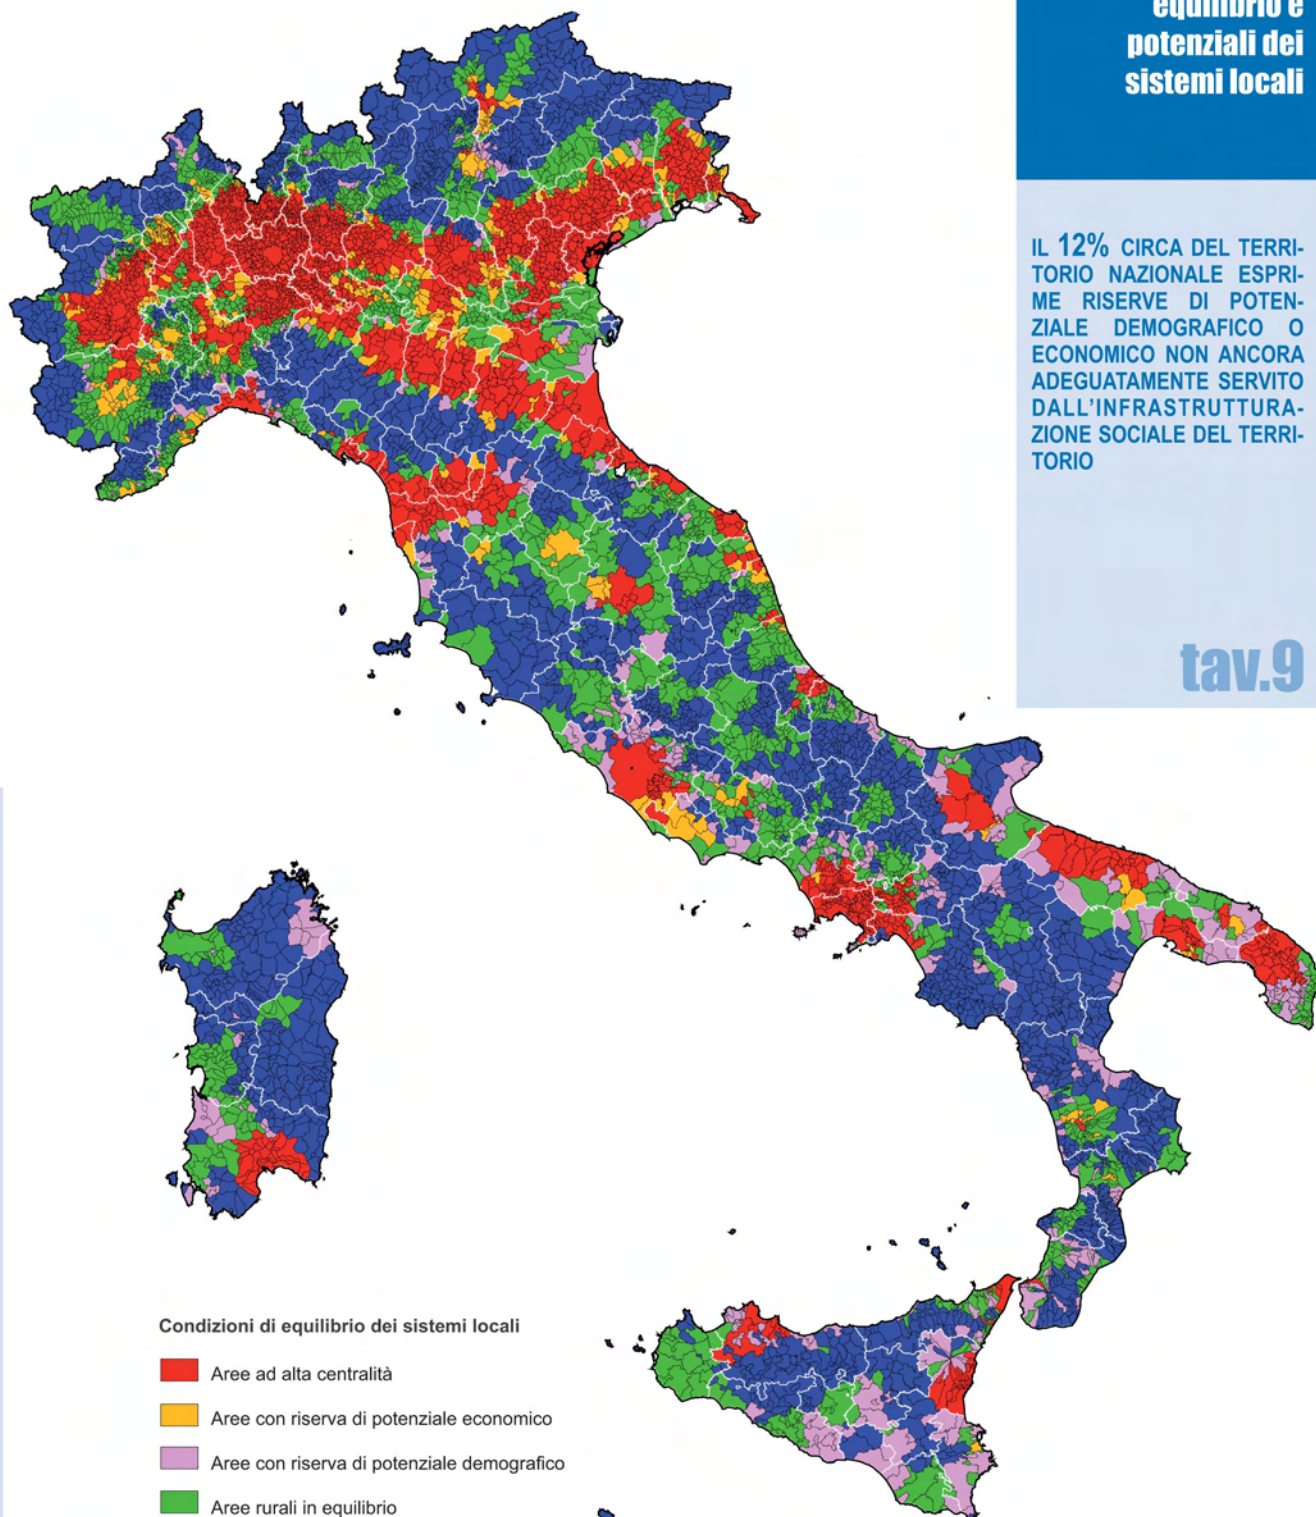 equilibrio e
potenziali dei
sistemi locali
IL 12% CIRCA DEL TERRI-
TORIO NAZIONALE ESPRI-
ME RISERVE DI POTEN-
ZIALE DEMOGRAFICO O
ECONOMICO NON ANCORA
ADEGUATAMENTE SERVITO
DALL'INFRASTRUTTURA-
ZIONE SOCIALE DEL TERRI-
TORIO
tav.9
Condizioni di equilibrio dei sistemi locali
Aree ad alta centralità
Aree con riserva di potenziale economico
Aree con riserva di potenziale demografico
Aree rurali in equilibrio